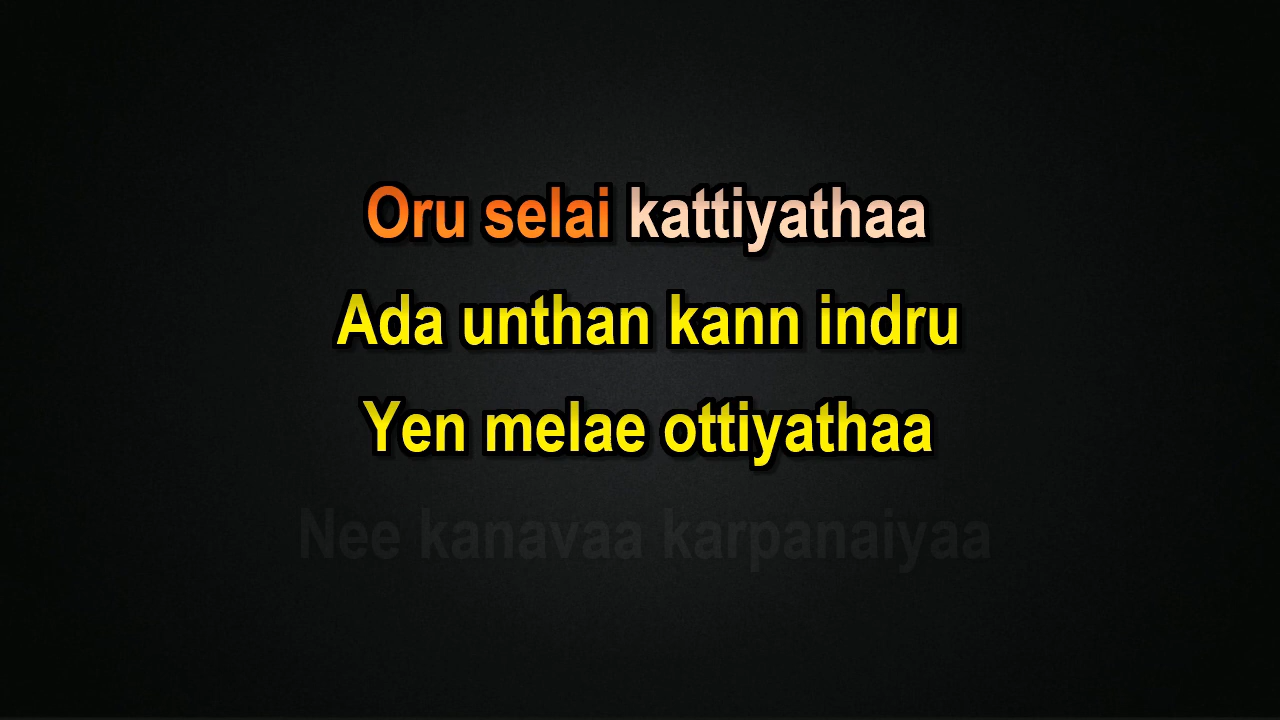 Oru selai kattiyathaa
Ada unthan kann indru
Yen melae ottiyathaa
Nee kanavaa karpanaiyaa